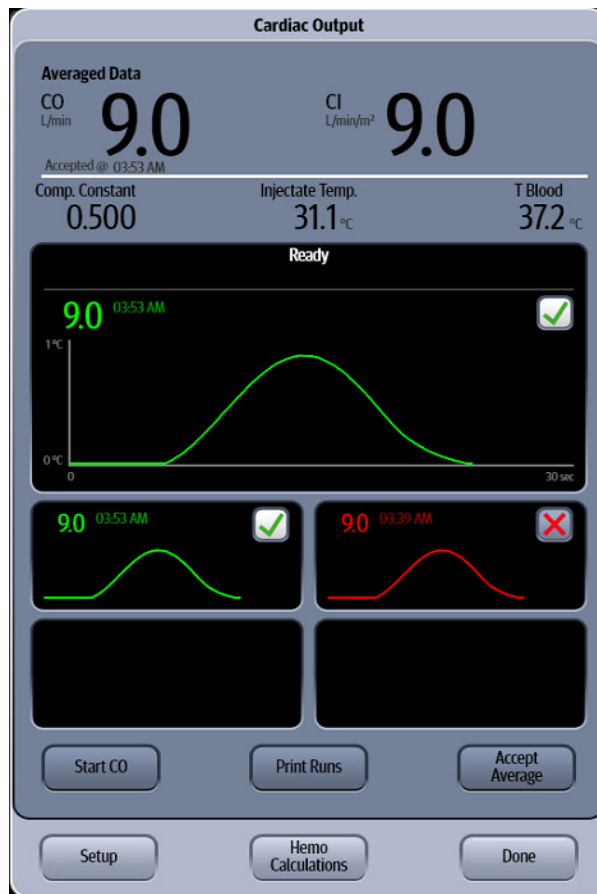 Cardiac Output
Averaged Data
CO
L/min
9.0
CI
L/min/m²
9.0
Accepted @ 03:53 AM
Comp. Constant
0.500
Injectate Temp.
31.1 °C
T Blood
37.2 °C
Ready
9.0 03:53 AM
1 °C
0 °C
0
30 sec
9.0 03:53 AM
9.0 03:39 AM
Start CO
Print Runs
Accept
Average
Setup
Hemo
Calculations
Done